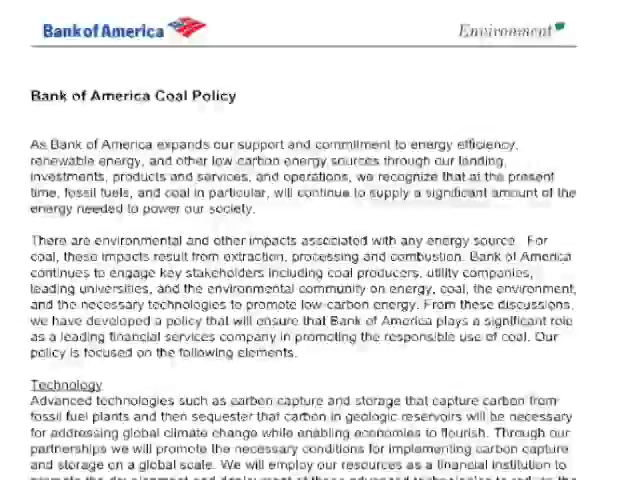 Bank of America
Environment
Bank of America Coal Policy
As Bank of America expands our support and commitment to energy efficiency,
renewable energy, and other low carbon energy sources through our lending,
investments, products and services, and operations, we recognize that at the present
time, fossil fuels, and coal in particular, will continue to supply a significant amount of the
energy needed to power our society.
There are environmental and other impacts associated with any energy source. For
coal, these impacts result from extraction, processing and combustion. Bank of America
continues to engage key stakeholders including coal producers, utility companies,
leading universities, and the environmental community on energy, coal, the environment,
and the necessary technologies to promote low-carbon energy. From these discussions,
we have developed a policy that will ensure that Bank of America plays a significant role
as a leading financial services company in promoting the responsible use of coal. Our
policy is focused on the following elements.
Technology
Advanced technologies such as carbon capture and storage that capture carbon from
fossil fuel plants and then sequester that carbon in geologic reservoirs will be necessary
for addressing global climate change while enabling economies to flourish. Through our
partnerships we will promote the necessary conditions for implementing carbon capture
and storage on a global scale. We will employ our resources as a financial institution to